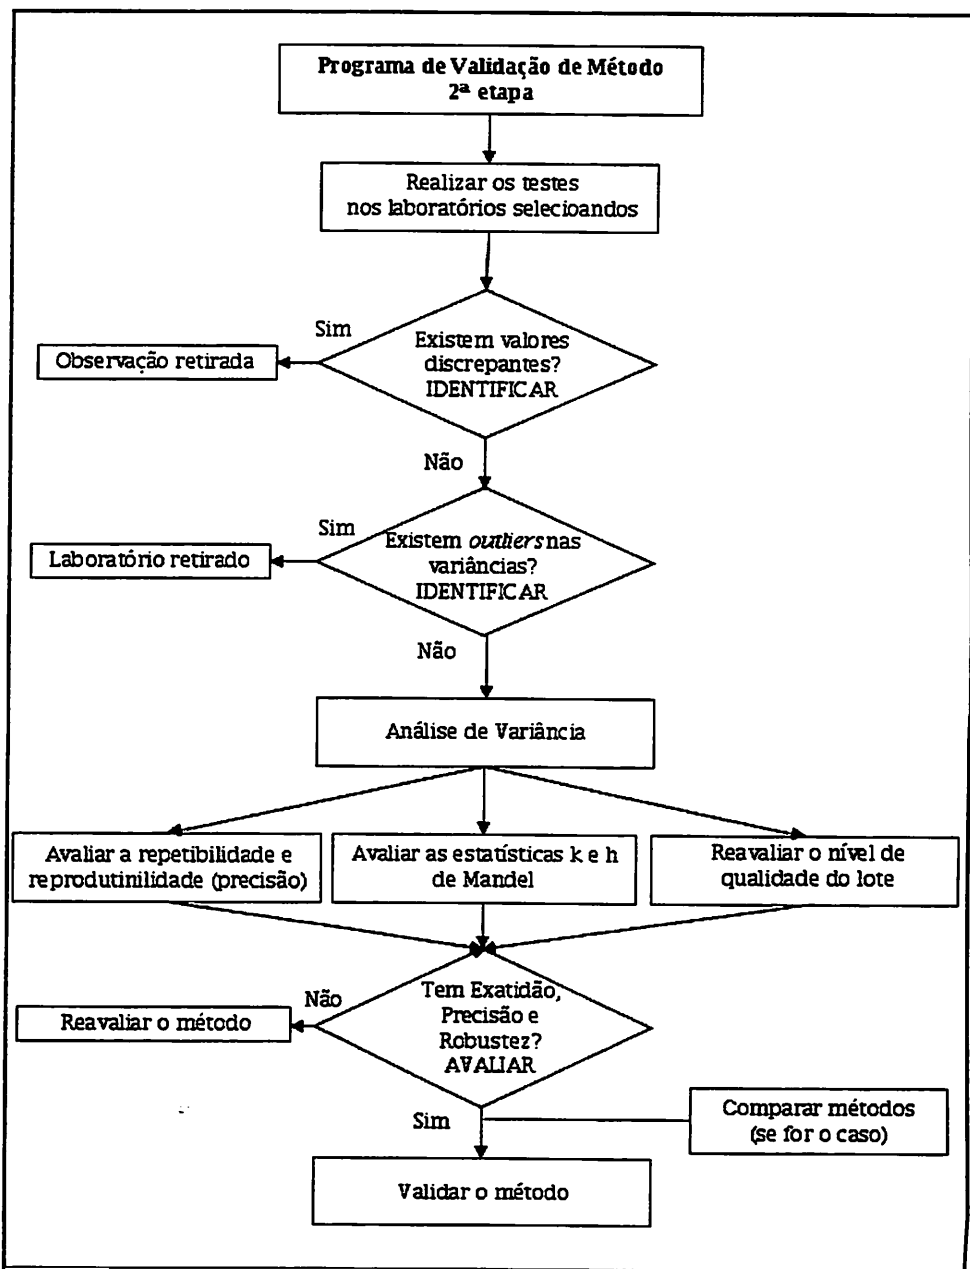 Programa de Validação de Método
2ª etapa
Realizar os testes
nos laboratórios selecioandos
Sim
Existem valores
discrepantes?
IDENTIFICAR
Observação retirada
Não
Sim
Existem outliers nas
variâncias?
IDENTIFICAR
Laboratório retirado
Não
Análise de Variância
Avaliar a repetibilidade e
reprodutinilidade (precisão)
Avaliar as estatísticas k e h
de Mandel
Reavaliar o nível de
qualidade do lote
Não
Tem Exatidão,
Precisão e
Robustez?
AVALIAR
Reavaliar o método
Sim
Comparar métodos
(se for o caso)
Validar o método